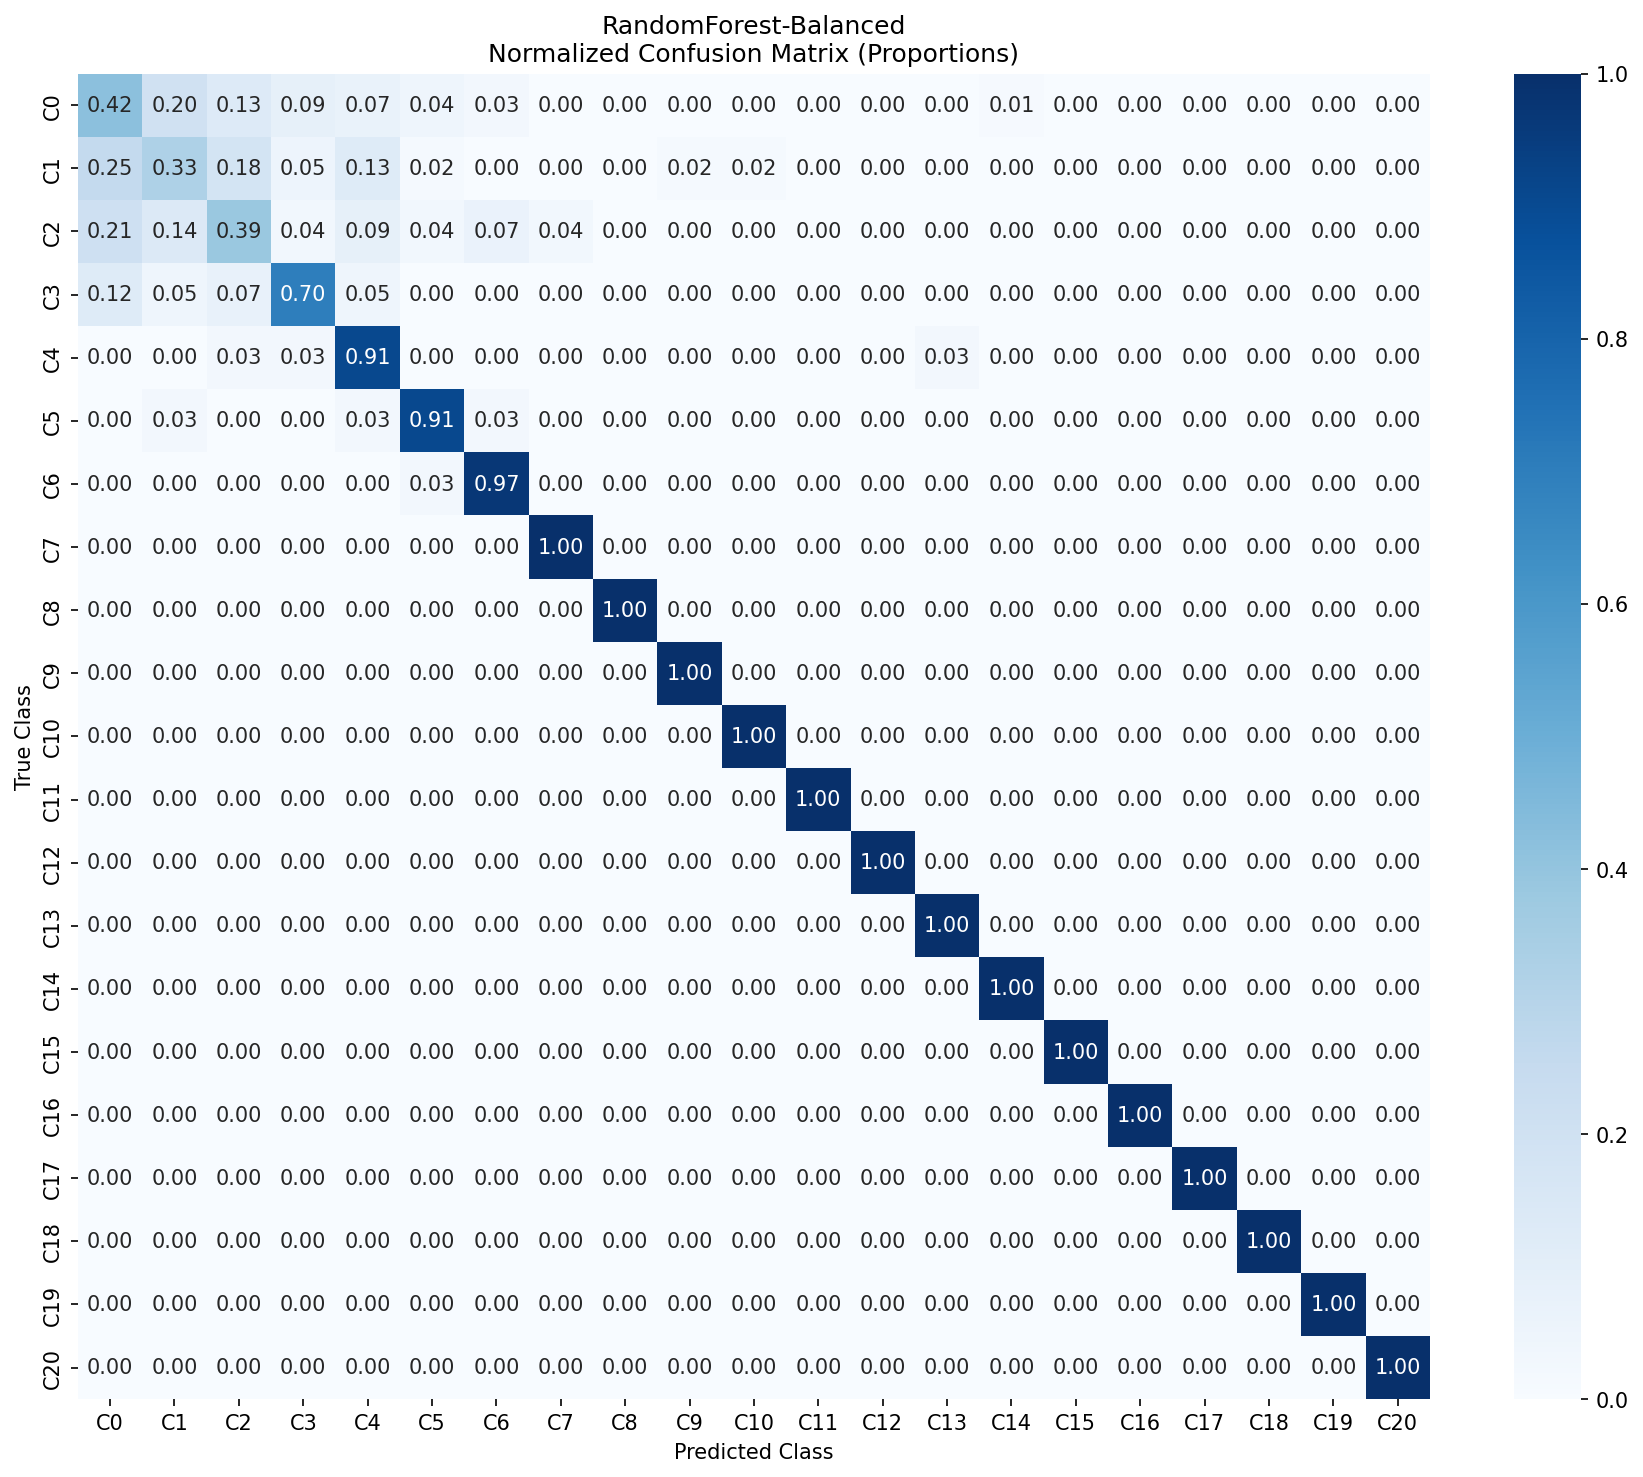 RandomForest-Balanced
Normalized Confusion Matrix (Proportions)
C0 0.42 0.20 0.13 0.09 0.07 0.04 0.03 0.00 0.00 0.00 0.00 0.00 0.00 0.00 0.01 0.00 0.00 0.00 0.00 0.00 0.00
C1 0.25 0.33 0.18 0.05 0.13 0.02 0.00 0.00 0.00 0.02 0.02 0.00 0.00 0.00 0.00 0.00 0.00 0.00 0.00 0.00 0.00
C2 0.21 0.14 0.39 0.04 0.09 0.04 0.07 0.04 0.00 0.00 0.00 0.00 0.00 0.00 0.00 0.00 0.00 0.00 0.00 0.00 0.00
C3 0.12 0.05 0.07 0.70 0.05 0.00 0.00 0.00 0.00 0.00 0.00 0.00 0.00 0.00 0.00 0.00 0.00 0.00 0.00 0.00 0.00
C4 0.00 0.00 0.03 0.03 0.91 0.00 0.00 0.00 0.00 0.00 0.00 0.00 0.00 0.03 0.00 0.00 0.00 0.00 0.00 0.00 0.00
C5 0.00 0.03 0.00 0.00 0.03 0.91 0.03 0.00 0.00 0.00 0.00 0.00 0.00 0.00 0.00 0.00 0.00 0.00 0.00 0.00 0.00
C6 0.00 0.00 0.00 0.00 0.00 0.03 0.97 0.00 0.00 0.00 0.00 0.00 0.00 0.00 0.00 0.00 0.00 0.00 0.00 0.00 0.00
C7 0.00 0.00 0.00 0.00 0.00 0.00 0.00 1.00 0.00 0.00 0.00 0.00 0.00 0.00 0.00 0.00 0.00 0.00 0.00 0.00 0.00
C8 0.00 0.00 0.00 0.00 0.00 0.00 0.00 0.00 1.00 0.00 0.00 0.00 0.00 0.00 0.00 0.00 0.00 0.00 0.00 0.00 0.00
C9 0.00 0.00 0.00 0.00 0.00 0.00 0.00 0.00 0.00 1.00 0.00 0.00 0.00 0.00 0.00 0.00 0.00 0.00 0.00 0.00 0.00
C10 0.00 0.00 0.00 0.00 0.00 0.00 0.00 0.00 0.00 0.00 1.00 0.00 0.00 0.00 0.00 0.00 0.00 0.00 0.00 0.00 0.00
C11 0.00 0.00 0.00 0.00 0.00 0.00 0.00 0.00 0.00 0.00 0.00 1.00 0.00 0.00 0.00 0.00 0.00 0.00 0.00 0.00 0.00
C12 0.00 0.00 0.00 0.00 0.00 0.00 0.00 0.00 0.00 0.00 0.00 0.00 1.00 0.00 0.00 0.00 0.00 0.00 0.00 0.00 0.00
C13 0.00 0.00 0.00 0.00 0.00 0.00 0.00 0.00 0.00 0.00 0.00 0.00 0.00 1.00 0.00 0.00 0.00 0.00 0.00 0.00 0.00
C14 0.00 0.00 0.00 0.00 0.00 0.00 0.00 0.00 0.00 0.00 0.00 0.00 0.00 0.00 1.00 0.00 0.00 0.00 0.00 0.00 0.00
C15 0.00 0.00 0.00 0.00 0.00 0.00 0.00 0.00 0.00 0.00 0.00 0.00 0.00 0.00 0.00 1.00 0.00 0.00 0.00 0.00 0.00
C16 0.00 0.00 0.00 0.00 0.00 0.00 0.00 0.00 0.00 0.00 0.00 0.00 0.00 0.00 0.00 0.00 1.00 0.00 0.00 0.00 0.00
C17 0.00 0.00 0.00 0.00 0.00 0.00 0.00 0.00 0.00 0.00 0.00 0.00 0.00 0.00 0.00 0.00 0.00 1.00 0.00 0.00 0.00
C18 0.00 0.00 0.00 0.00 0.00 0.00 0.00 0.00 0.00 0.00 0.00 0.00 0.00 0.00 0.00 0.00 0.00 0.00 1.00 0.00 0.00
C19 0.00 0.00 0.00 0.00 0.00 0.00 0.00 0.00 0.00 0.00 0.00 0.00 0.00 0.00 0.00 0.00 0.00 0.00 0.00 1.00 0.00
C20 0.00 0.00 0.00 0.00 0.00 0.00 0.00 0.00 0.00 0.00 0.00 0.00 0.00 0.00 0.00 0.00 0.00 0.00 0.00 0.00 1.00
C0 C1 C2 C3 C4 C5 C6 C7 C8 C9 C10 C11 C12 C13 C14 C15 C16 C17 C18 C19 C20
Predicted Class
True Class
1.0
0.8
0.6
0.4
0.2
0.0